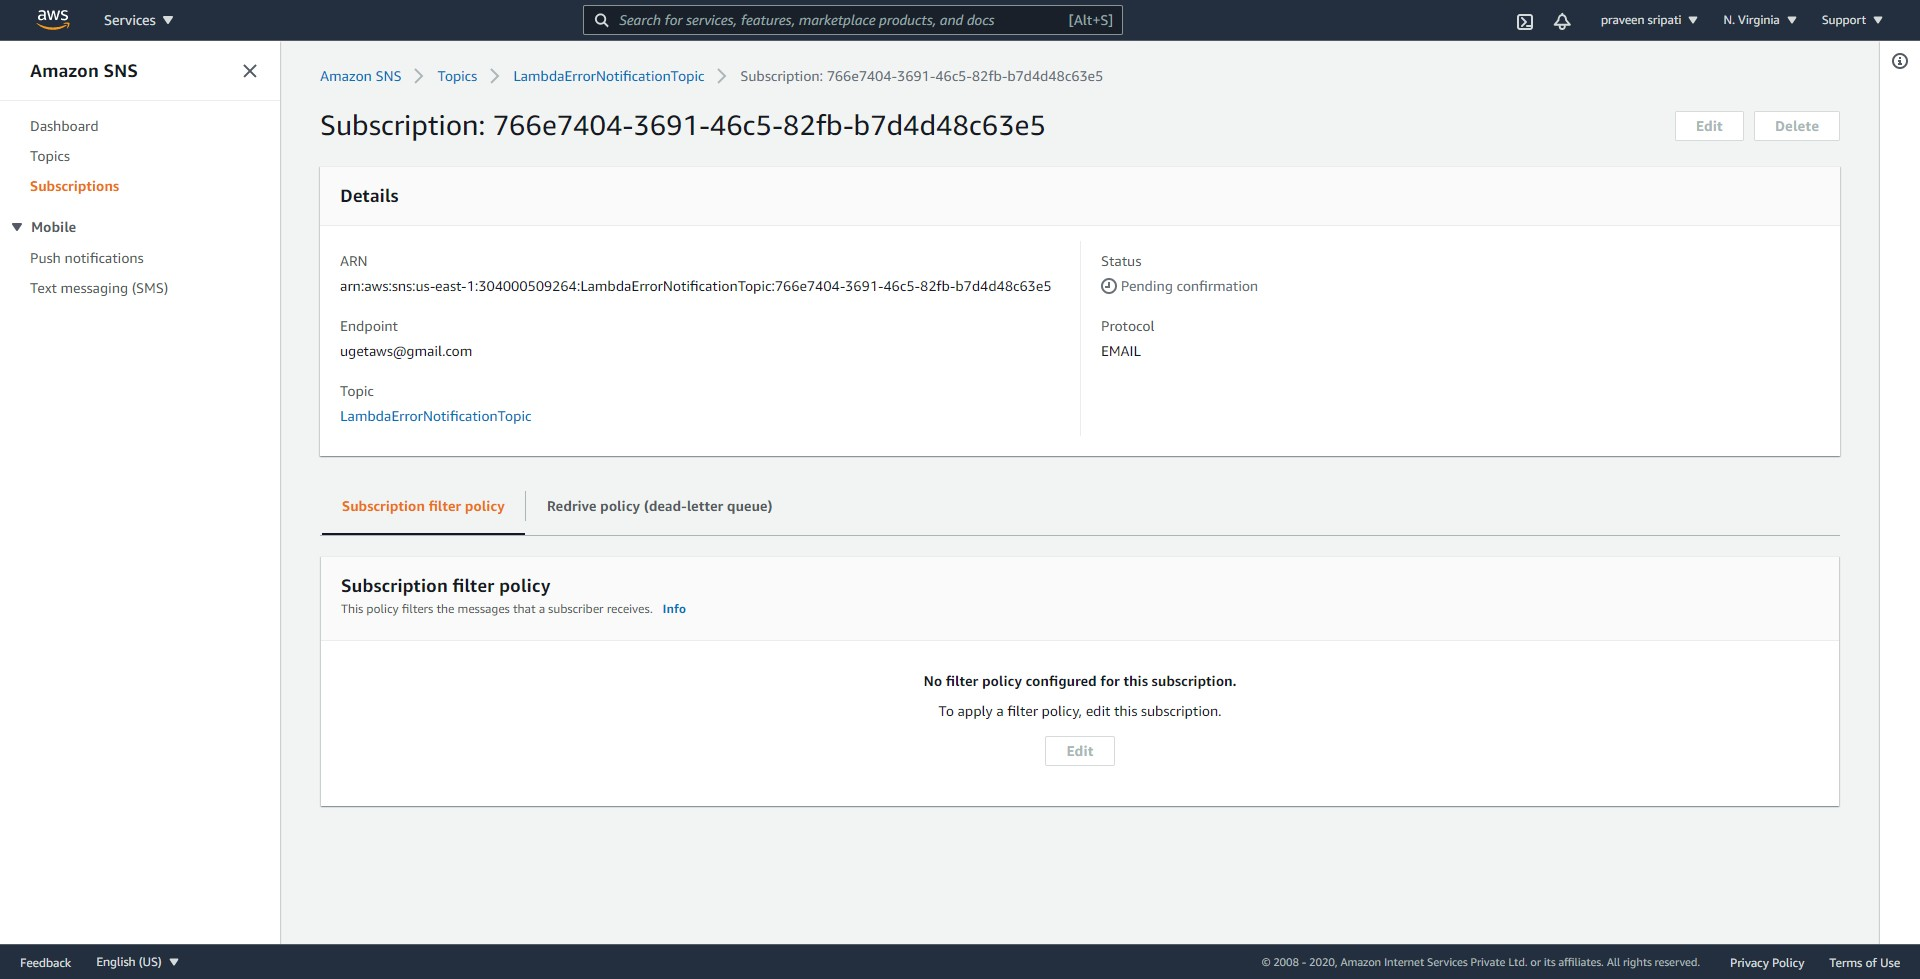 aws Services Search for services, features, marketplace products, and docs [Alt+S] praveen sripati N. Virginia Support
Amazon SNS
Dashboard
Topics
Subscriptions
Mobile
Push notifications
Text messaging (SMS)
Amazon SNS Topics LambdaErrorNotificationTopic Subscription: 766e7404-3691-46c5-82fb-b7d4d48c63e5
Subscription: 766e7404-3691-46c5-82fb-b7d4d48c63e5 Edit Delete
Details
ARN
arn:aws:sns:us-east-1:304000509264:LambdaErrorNotificationTopic:766e7404-3691-46c5-82fb-b7d4d48c63e5
Endpoint
ugetaws@gmail.com
Topic
LambdaErrorNotificationTopic
Status
Pending confirmation
Protocol
EMAIL
Subscription filter policy Redrive policy (dead-letter queue)
Subscription filter policy
This policy filters the messages that a subscriber receives. Info
No filter policy configured for this subscription.
To apply a filter policy, edit this subscription.
Edit
Feedback English (US) © 2008 - 2020, Amazon Internet Services Private Ltd. or its affiliates. All rights reserved. Privacy Policy Terms of Use